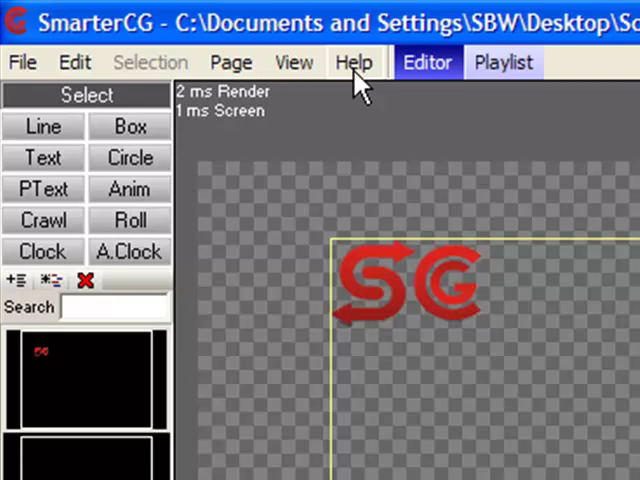 SmarterCG - C:\Documents and Settings\SBW\Desktop\Sc
File Edit Selection Page View Help Editor Playlist
Select
2 ms Render
1 ms Screen
Line Box
Text Circle
PText Anim
Crawl Roll
Clock A.Clock
Search
SG